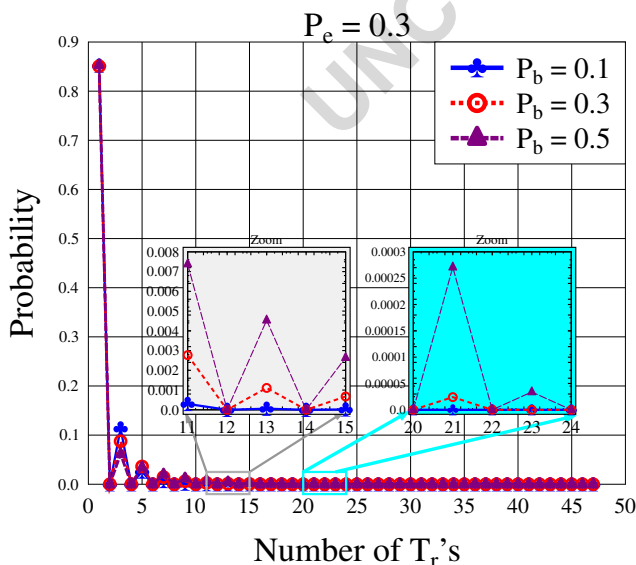 UNC
P_e = 0.3
P_b = 0.1
P_b = 0.3
P_b = 0.5
Probability
0.9
0.8
0.7
0.6
0.5
0.4
0.3
0.2
0.1
0.0
Zoom
0.008
0.007
0.006
0.005
0.004
0.003
0.002
0.001
0.0
11 12 13 14 15
Zoom
0.0003
0.00025
0.0002
0.00015
0.0001
0.00005
0.0
20 21 22 23 24
0 5 10 15 20 25 30 35 40 45 50
Number of T_r's